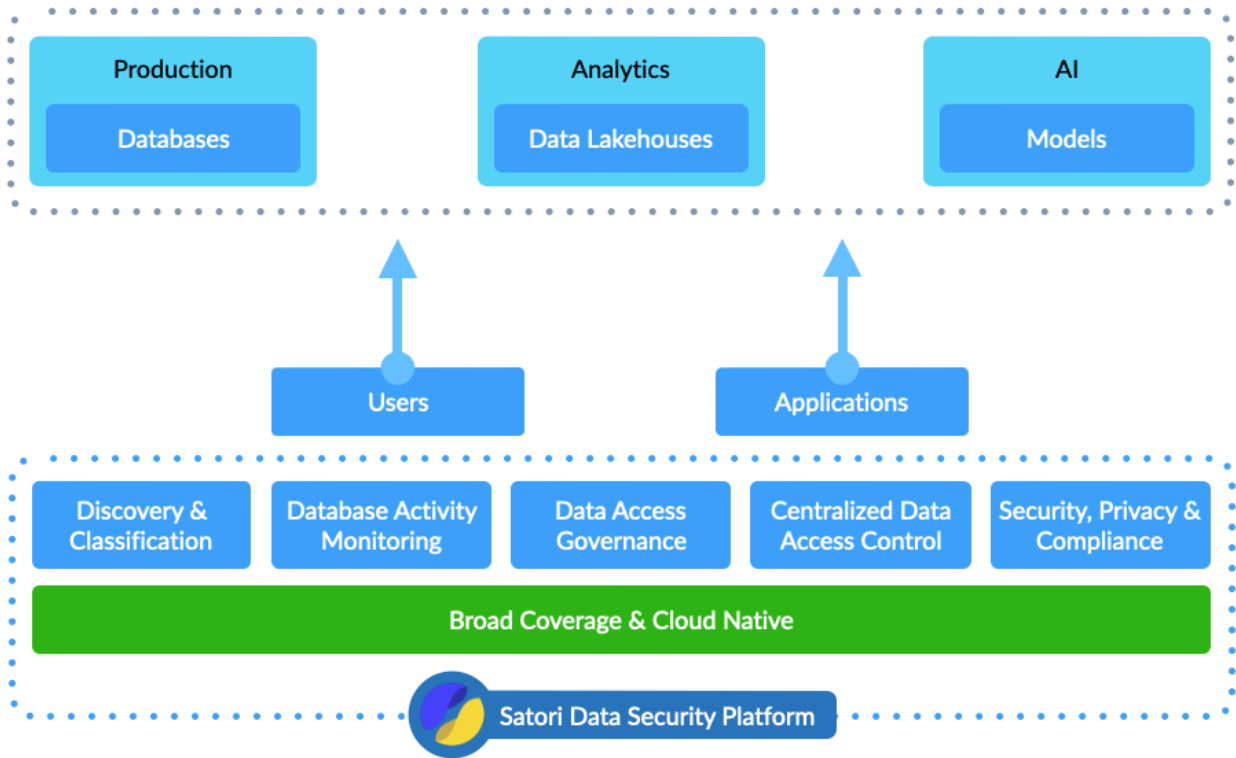 Production
Analytics
AI
Databases
Data Lakehouses
Models
Users
Applications
Discovery &
Classification
Database Activity
Monitoring
Data Access
Governance
Centralized Data
Access Control
Security, Privacy &
Compliance
Broad Coverage & Cloud Native
Satori Data Security Platform